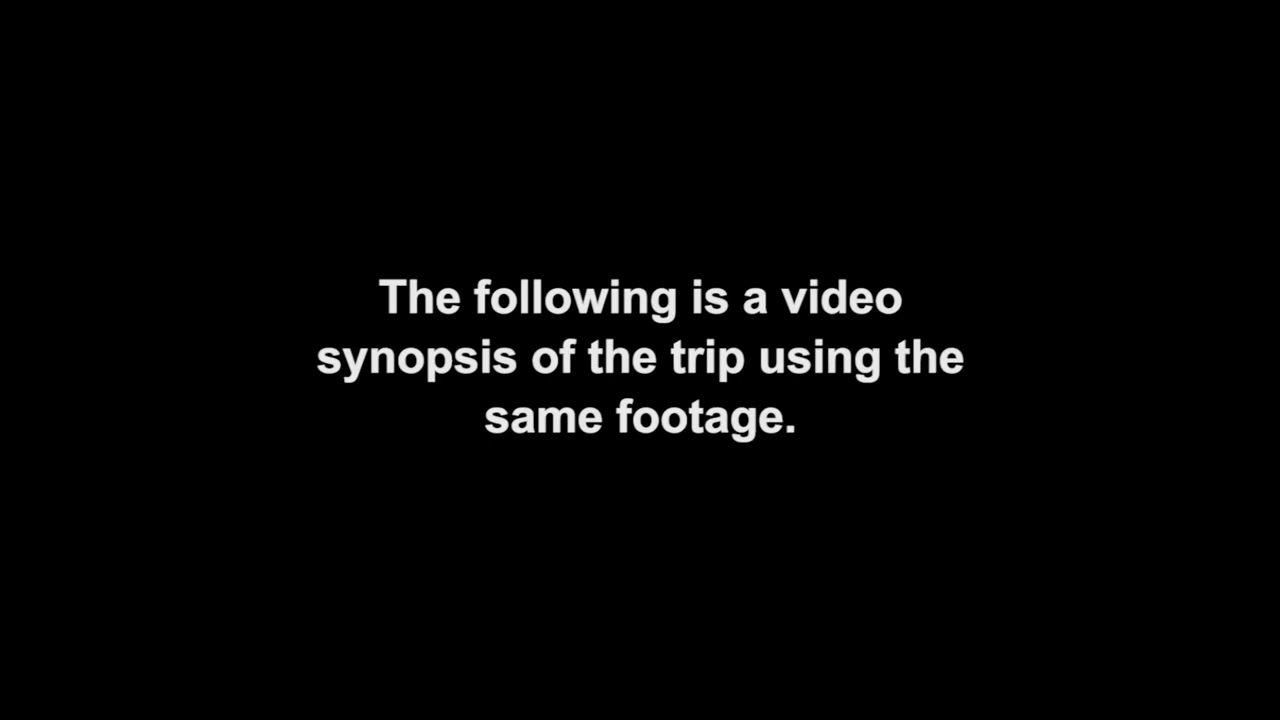 The following is a video
synopsis of the trip using the
same footage.